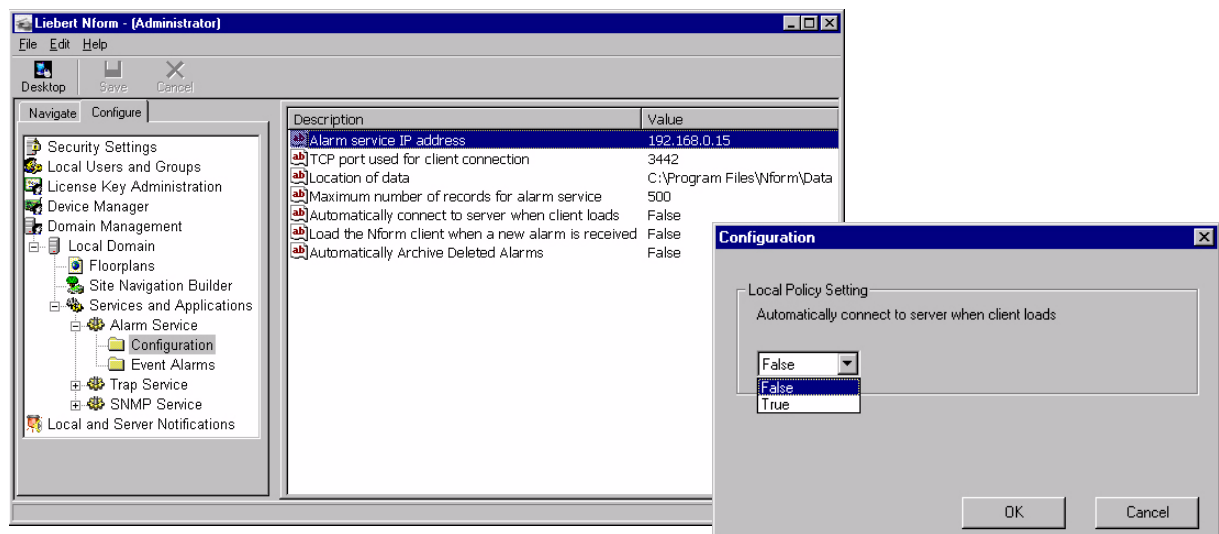 Liebert Nform - (Administrator)
File Edit Help
Desktop Save Cancel
Navigate Configure
Security Settings
Local Users and Groups
License Key Administration
Device Manager
Domain Management
Local Domain
Floorplans
Site Navigation Builder
Services and Applications
Alarm Service
Configuration
Event Alarms
Trap Service
SNMP Service
Local and Server Notifications
Description Value
Alarm service IP address 192.168.0.15
TCP port used for client connection 3442
Location of data C:\Program Files\Nform\Data
Maximum number of records for alarm service 500
Automatically connect to server when client loads False
Load the Nform client when a new alarm is received False
Automatically Archive Deleted Alarms False
Configuration
Local Policy Setting
Automatically connect to server when client loads
False
False
True
OK Cancel